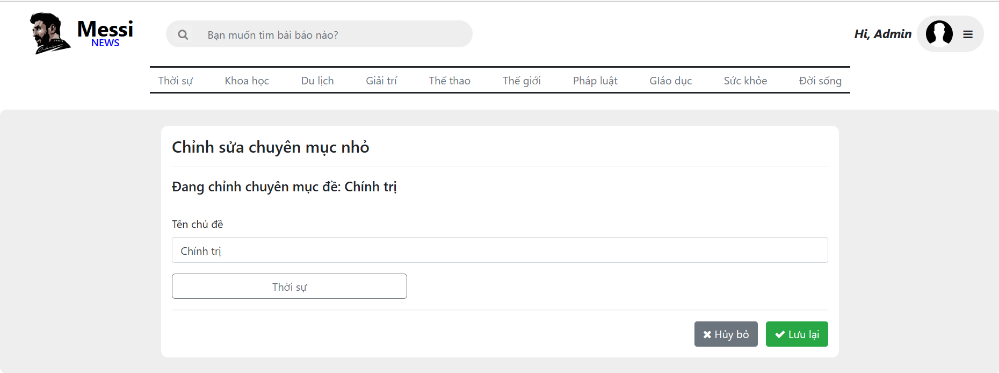 Messi
NEWS
Bạn muốn tìm bài báo nào?
Hi, Admin
Thời sự Khoa học Du lịch Giải trí Thể thao Thế giới Pháp luật Gláo dục Sức khỏe Đời sống
Chỉnh sửa chuyên mục nhỏ
Đang chỉnh chuyên mục đề: Chính trị
Tên chủ đề
Chính trị
Thời sự
Hủy bỏ Lưu lại